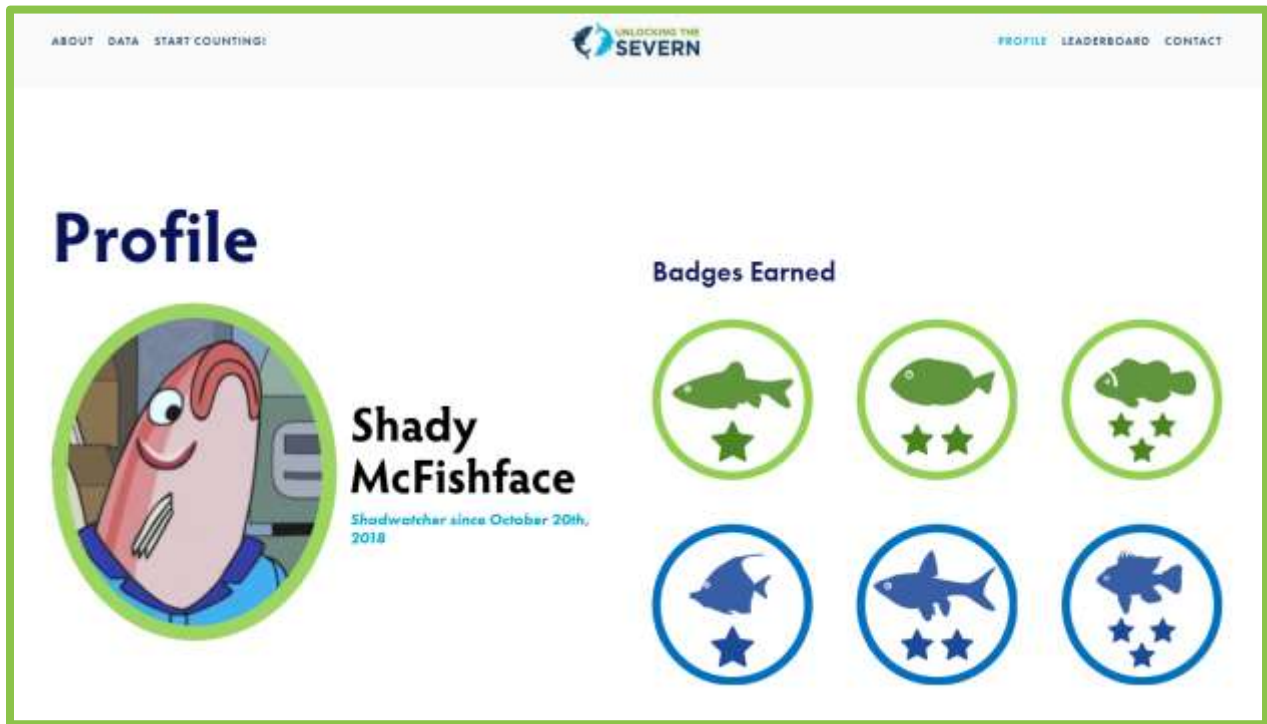 ABOUT DATA START COUNTING!
UNLOCKING THE
SEVERN
PROFILE LEADERBOARD CONTACT
Profile
Badges Earned
Shady
McFishface
Shadwatcher since October 20th,
2018